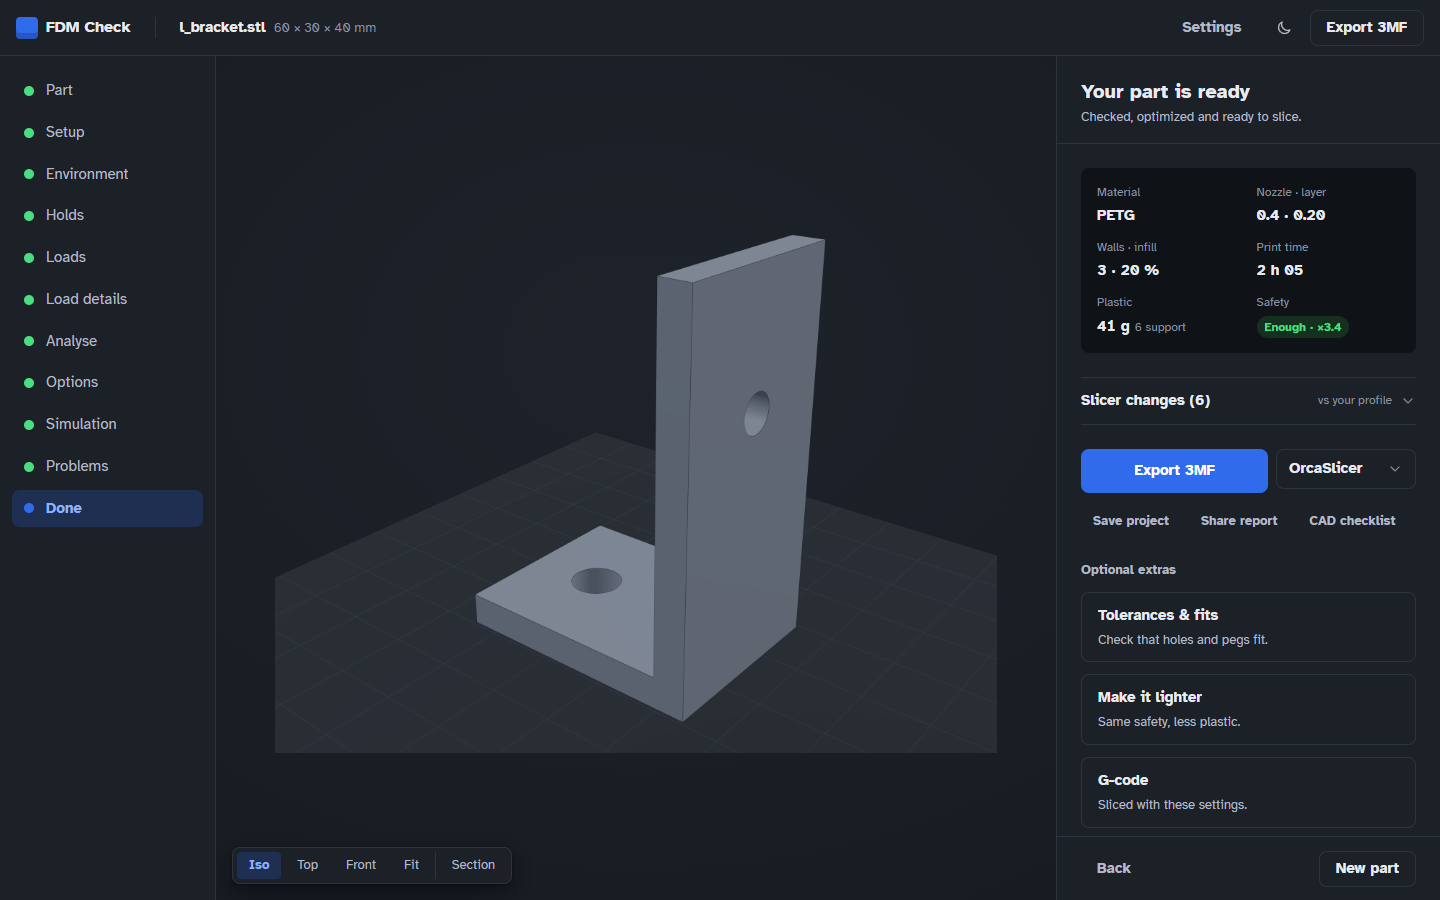 FDM Check
l_bracket.stl 60 × 30 × 40 mm
Settings
Export 3MF
Part
Setup
Environment
Holds
Loads
Load details
Analyse
Options
Simulation
Problems
Done
Iso
Top
Front
Fit
Section
Your part is ready
Checked, optimized and ready to slice.
Material
PETG
Nozzle · layer
0.4 · 0.20
Walls · infill
3 · 20 %
Print time
2 h 05
Plastic
41 g 6 support
Safety
Enough · ×3.4
Slicer changes (6)
vs your profile
Export 3MF
OrcaSlicer
Save project
Share report
CAD checklist
Optional extras
Tolerances & fits
Check that holes and pegs fit.
Make it lighter
Same safety, less plastic.
G-code
Sliced with these settings.
Back
New part